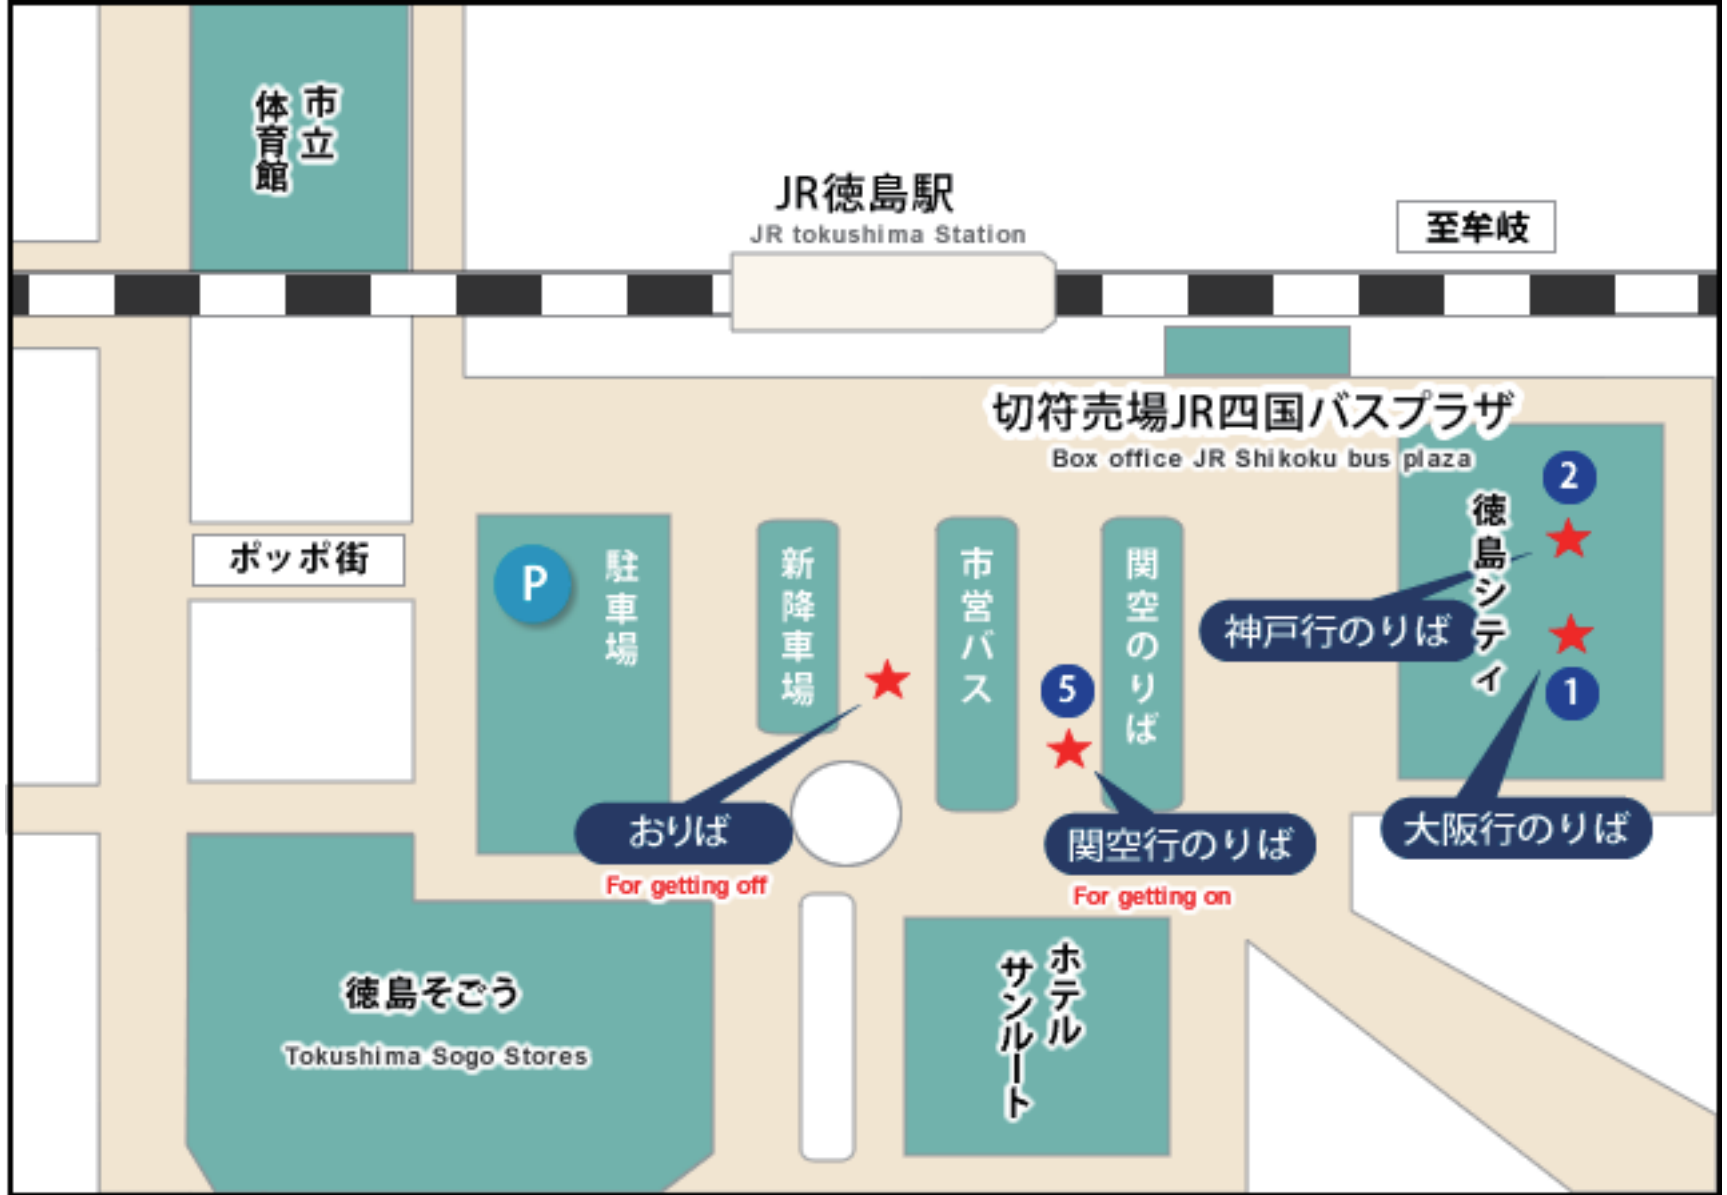 市立
体育館
JR徳島駅
JR tokushima Station
至牟岐
切符売場JR四国バスプラザ
Box office JR Shikoku bus plaza
2
徳島シティ
神戸行のりば
1
大阪行のりば
ポッポ街
P
駐車場
新降車場
市営バス
関空のりば
5
おりば
For getting off
関空行のりば
For getting on
徳島そごう
Tokushima Sogo Stores
ホテル
サンルート